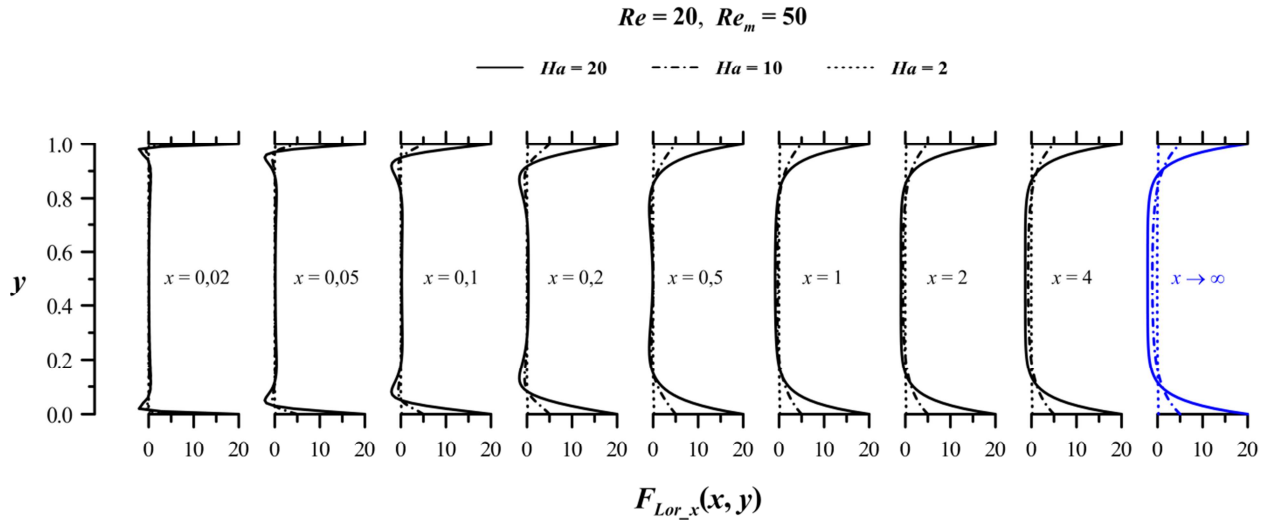 Re = 20, Re_m = 50
Ha = 20 Ha = 10 Ha = 2
1.0
0.8
0.6
0.4
0.2
0.0
y
x = 0,02 x = 0,05 x = 0,1 x = 0,2 x = 0,5 x = 1 x = 2 x = 4 x → ∞
0 10 20 0 10 20 0 10 20 0 10 20 0 10 20 0 10 20 0 10 20 0 10 20 0 10 20
F_Lor_x(x, y)